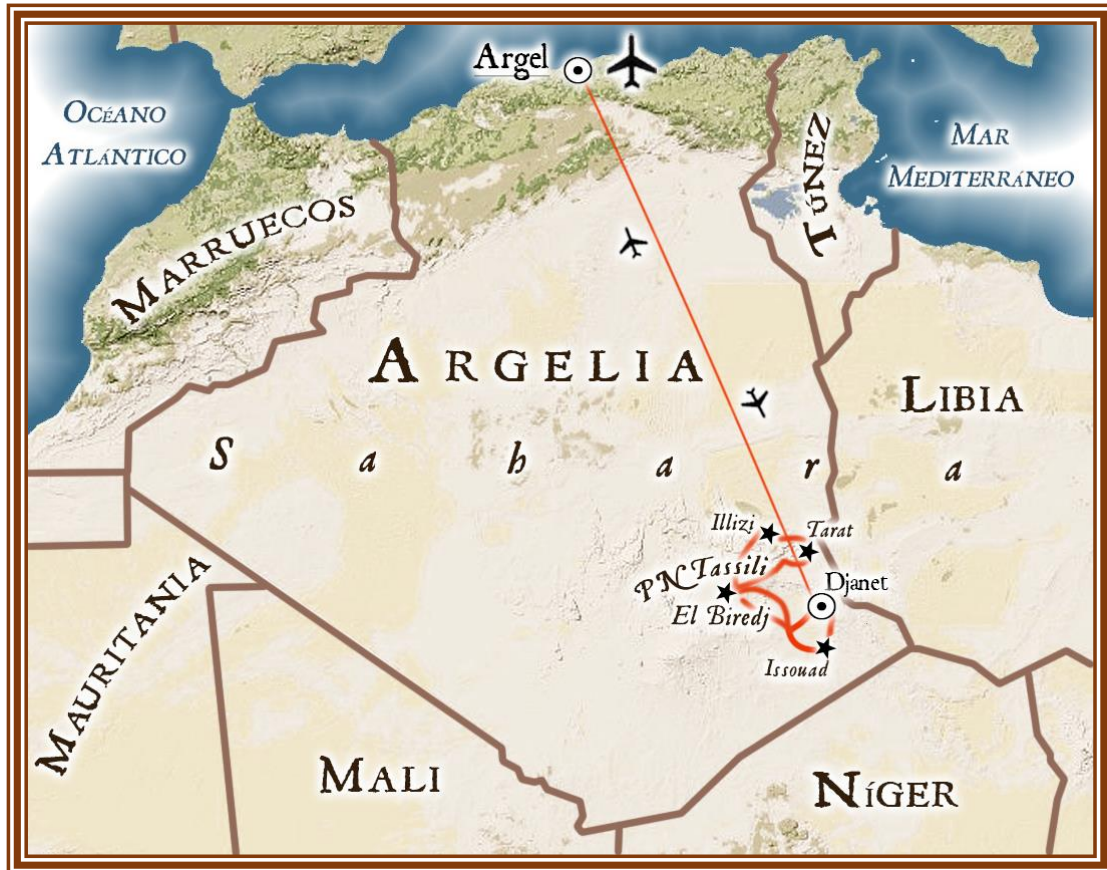 Argel
OCÉANO
ATLÁNTICO
MAR
MEDITERRÁNEO
TÚNEZ
MARRUECOS
ARGELIA
LIBIA
Sahara
Illizi
Tarat
PN Tassili
Djanet
El Biredj
Issouad
MAURITANIA
MALI
NÍGER